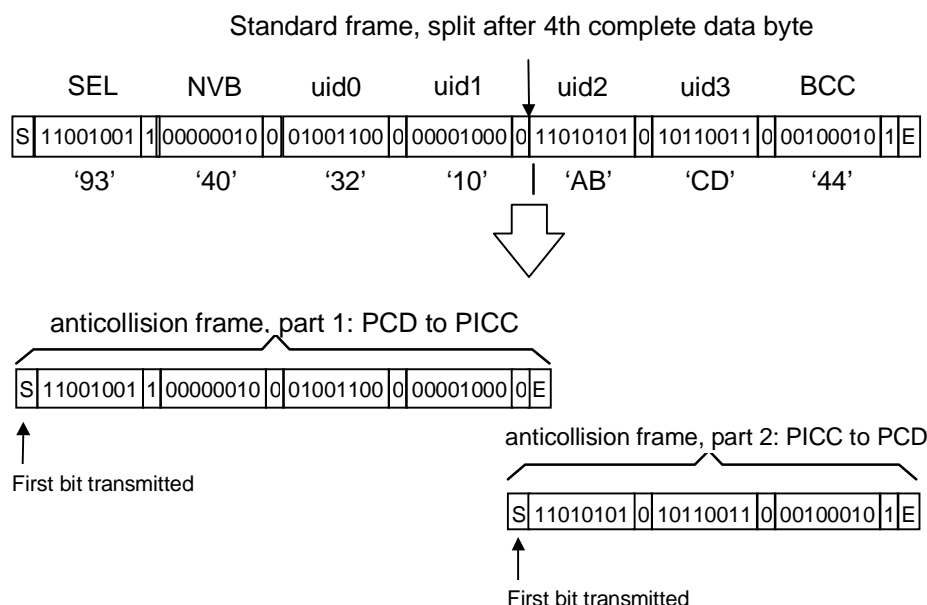 Standard frame, split after 4th complete data byte
SEL NVB uid0 uid1 uid2 uid3 BCC
S 11001001 1 00000010 0 01001100 0 00001000 0 11010101 0 10110011 0 00100010 1 E
‘93’ ‘40’ ‘32’ ‘10’ ‘AB’ ‘CD’ ‘44’
anticollision frame, part 1: PCD to PICC
S 11001001 1 00000010 0 01001100 0 00001000 0 E
First bit transmitted
anticollision frame, part 2: PICC to PCD
S 11010101 0 10110011 0 00100010 1 E
First bit transmitted